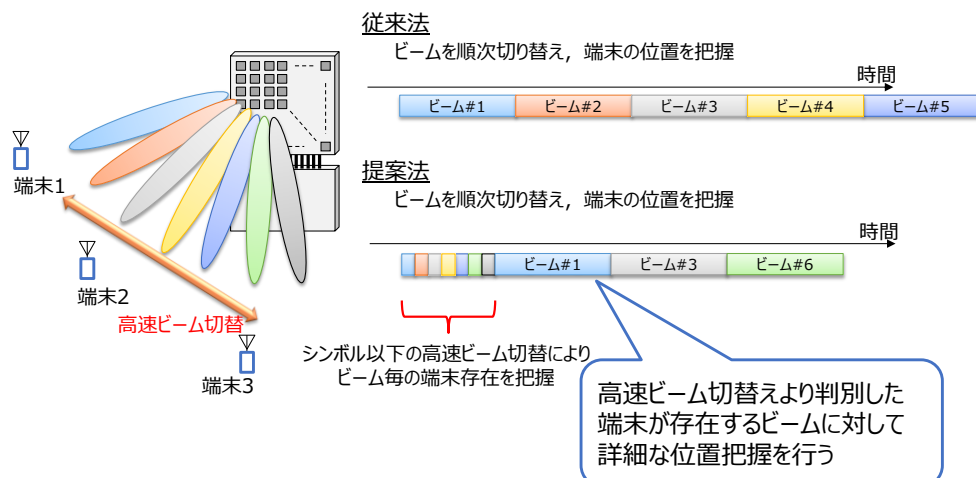 従来法
ビームを順次切り替え，端末の位置を把握
時間
ビーム#1 ビーム#2 ビーム#3 ビーム#4 ビーム#5
提案法
ビームを順次切り替え，端末の位置を把握
時間
ビーム#1 ビーム#3 ビーム#6
シンボル以下の高速ビーム切替により
ビーム毎の端末存在を把握
高速ビーム切替えより判別した
端末が存在するビームに対して
詳細な位置把握を行う
端末1
端末2
高速ビーム切替
端末3